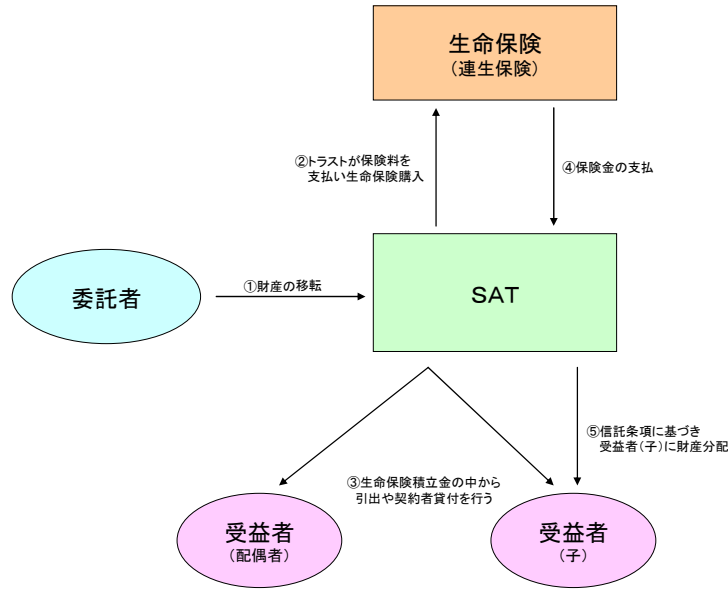 生命保険
（連生保険）
②トラストが保険料を
支払い生命保険購入
④保険金の支払
委託者
①財産の移転
SAT
⑤信託条項に基づき
受益者(子)に財産分配
③生命保険積立金の中から
引出や契約者貸付を行う
受益者
（配偶者）
受益者
（子）